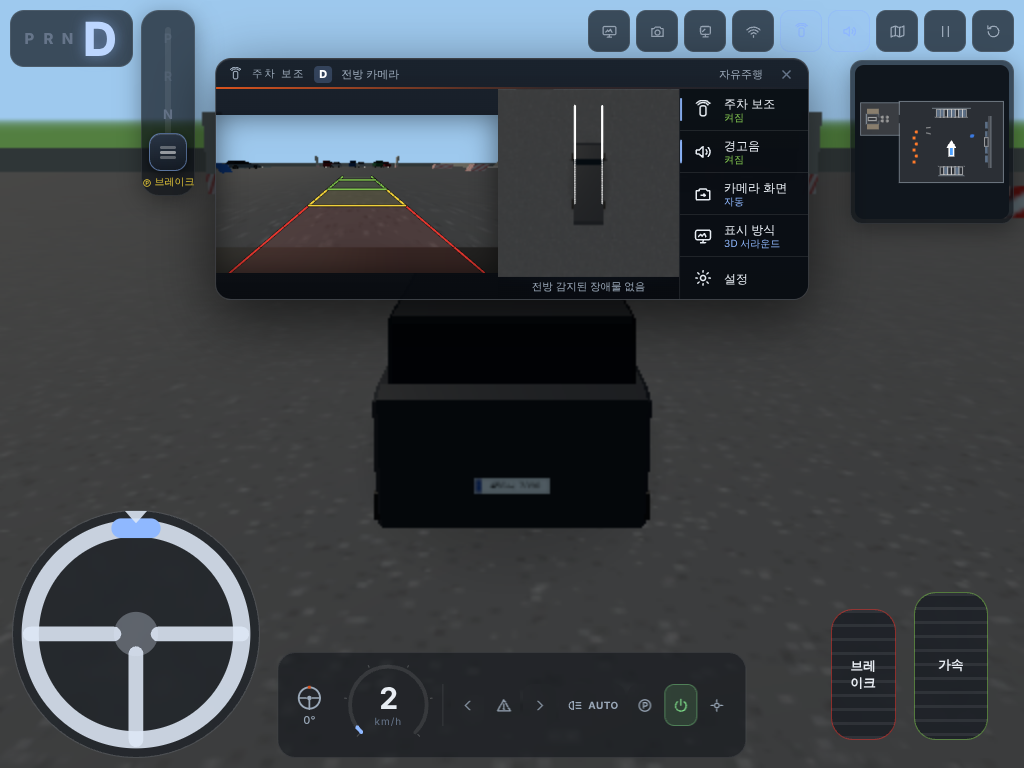 P R N D
P
R
N
브레이크
주차 보조 D 전방 카메라 자유주행
주차 보조
켜짐
경고음
켜짐
카메라 화면
자동
표시 방식
3D 서라운드
설정
전방 감지된 장애물 없음
0°
2
km/h
AUTO
P
브레
이크
가속